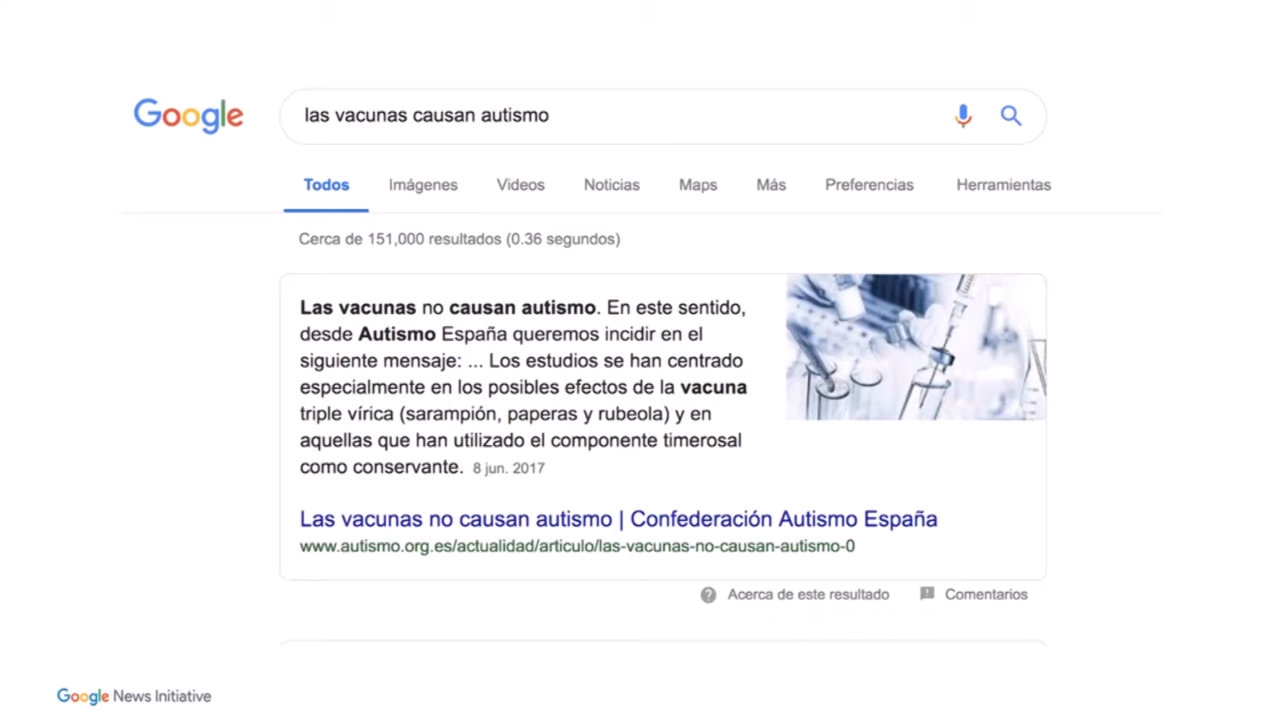 Google
las vacunas causan autismo
Todos Imágenes Videos Noticias Maps Más Preferencias Herramientas
Cerca de 151,000 resultados (0.36 segundos)
Las vacunas no causan autismo. En este sentido,
desde Autismo España queremos incidir en el
siguiente mensaje: ... Los estudios se han centrado
especialmente en los posibles efectos de la vacuna
triple vírica (sarampión, paperas y rubeola) y en
aquellas que han utilizado el componente timerosal
como conservante. 8 jun. 2017
Las vacunas no causan autismo | Confederación Autismo España
www.autismo.org.es/actualidad/articulo/las-vacunas-no-causan-autismo-0
Acerca de este resultado Comentarios
Google News Initiative